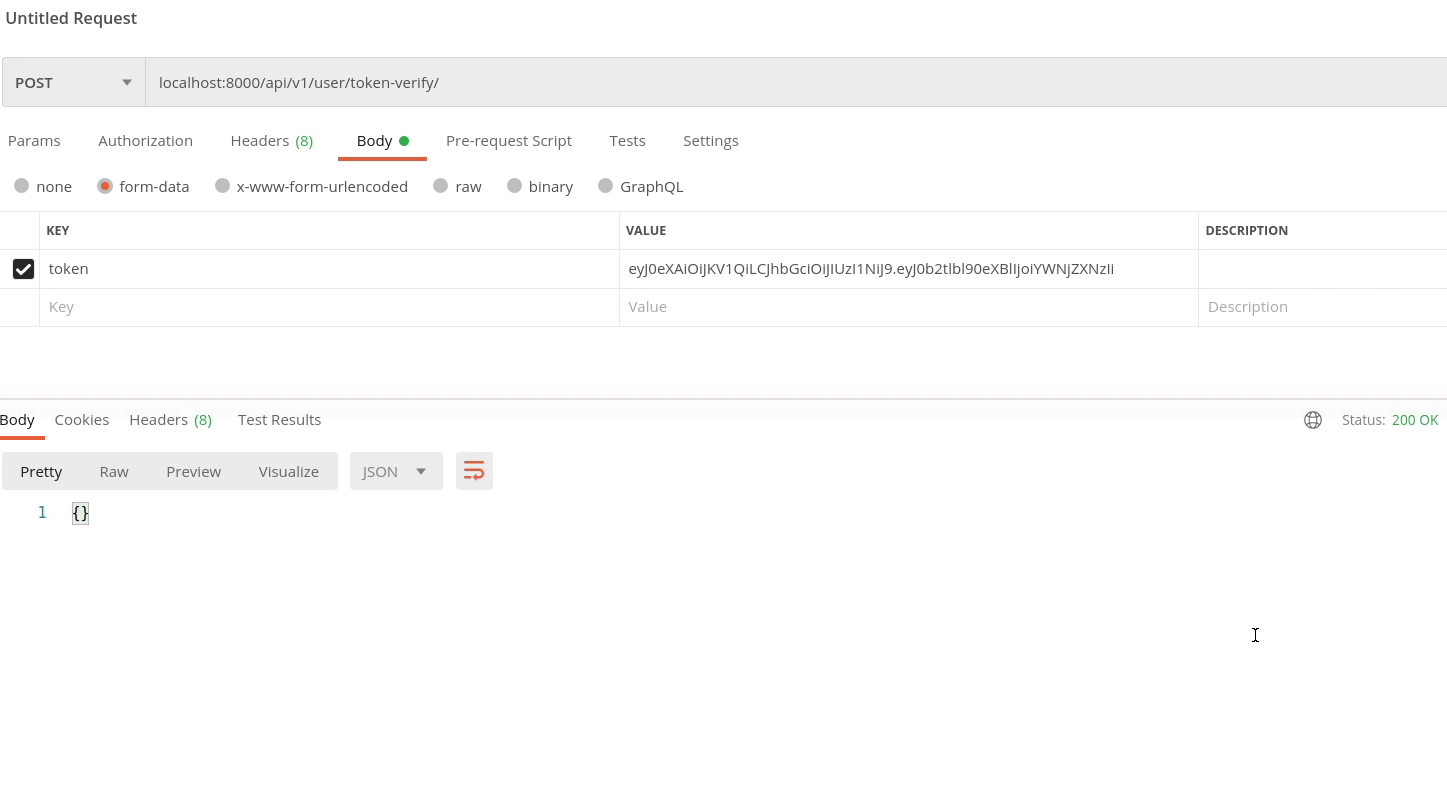 Untitled Request
POST localhost:8000/api/v1/user/token-verify/
Params Authorization Headers (8) Body Pre-request Script Tests Settings
none form-data x-www-form-urlencoded raw binary GraphQL
KEY VALUE DESCRIPTION
token eyJ0eXAiOiJKV1QiLCJhbGciOiJIUzI1NiJ9.eyJ0b2tlbl90eXBlIjoiYWNjZXNzIi
Key Value Description
Body Cookies Headers (8) Test Results Status: 200 OK
Pretty Raw Preview Visualize JSON
1 {}